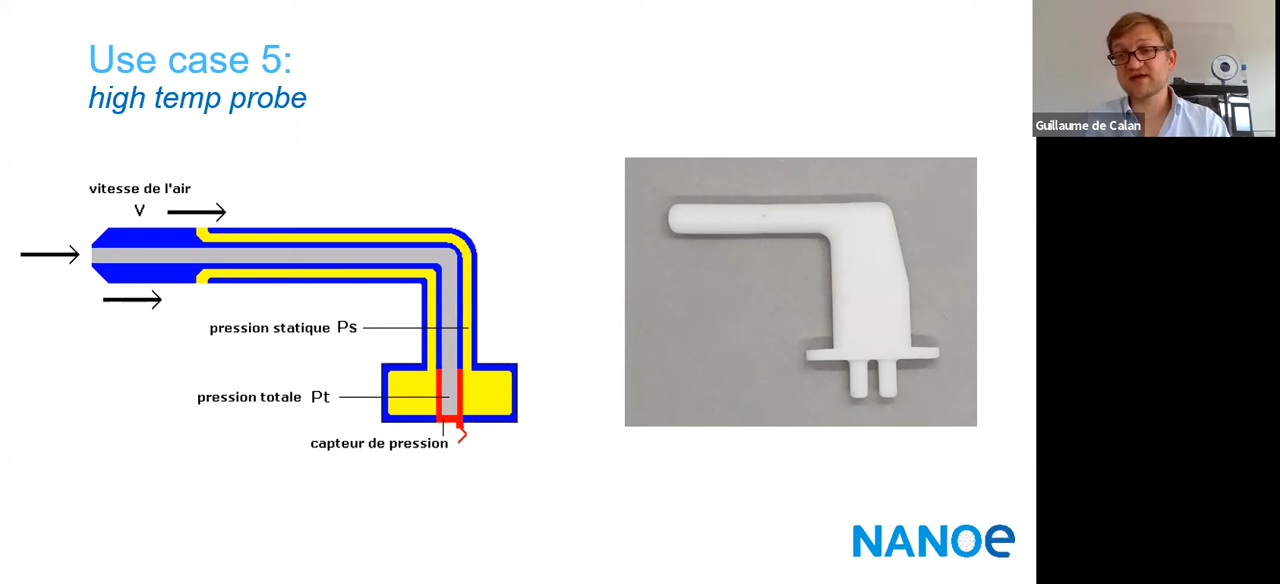 Use case 5:
high temp probe
Guillaume de Calan
vitesse de l'air
V
pression statique Ps
pression totale Pt
capteur de pression
NANOe